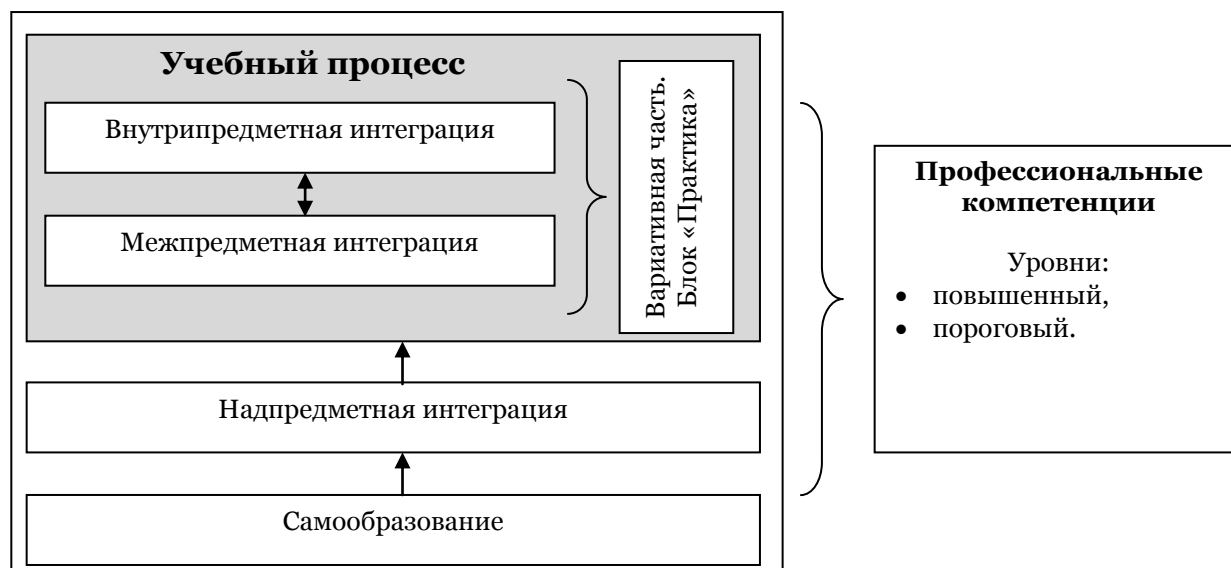 Учебный процесс
Внутрипредметная интеграция
Межпредметная интеграция
Вариативная часть.
Блок «Практика»
Надпредметная интеграция
Самообразование
Профессиональные
компетенции
Уровни:
• повышенный,
• пороговый.